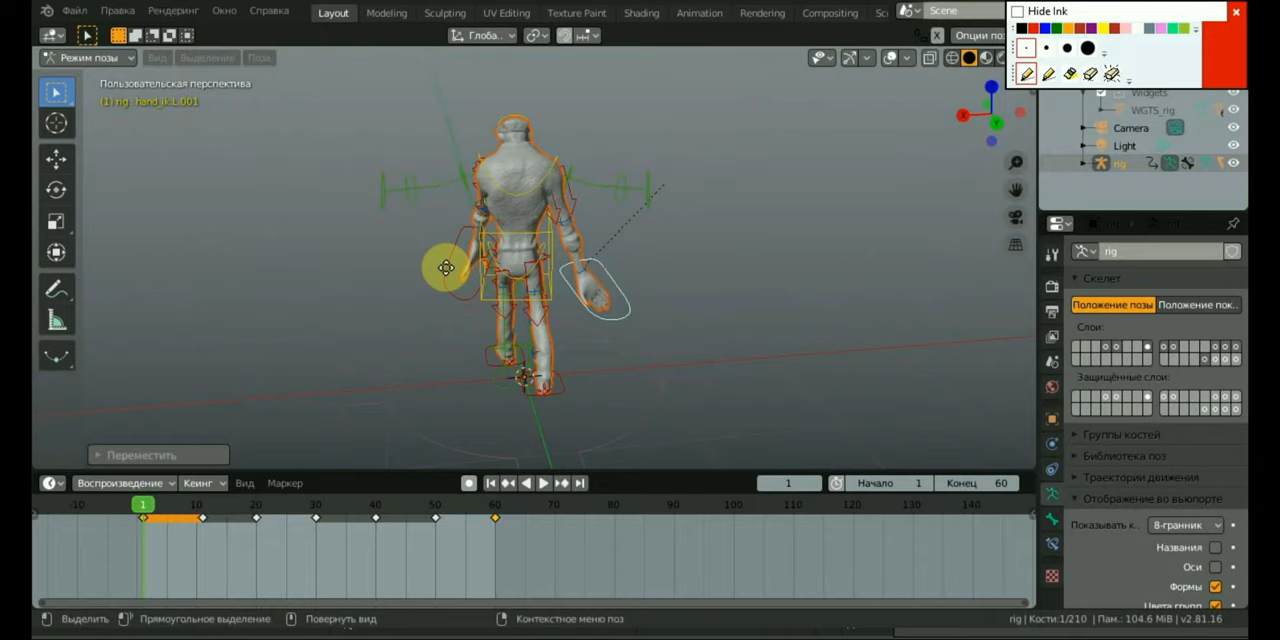 Файл Правка Рендеринг Окно Справка Layout Modeling Sculpting UV Editing Texture Paint Shading Animation Rendering Compositing Sc Scene
Hide Ink
Глоба... Опции поз
Режим позы Вид Выделение Поза
Пользовательская перспектива
(1) rig : hand_ik.L.001
Widgets
WGTS_rig
Camera
Light
rig
X
Y
Z
rig
Скелет
Положение позы Положение пок...
Слои:
Защищённые слои:
Группы костей
Библиотека поз
Траектории движения
Отображение во вьюпорте
Показывать к... 8-гранник
Названия
Оси
Формы
Цвета групп
Переместить
Воспроизведение Кеинг Вид Маркер 1 Начало 1 Конец 60
-10 1 10 20 30 40 50 60 70 80 90 100 110 120 130 140
Выделить Прямоугольное выделение Повернуть вид Контекстное меню поз rig | Кости:1/210 | Пам.: 104.6 MiB | v2.81.16